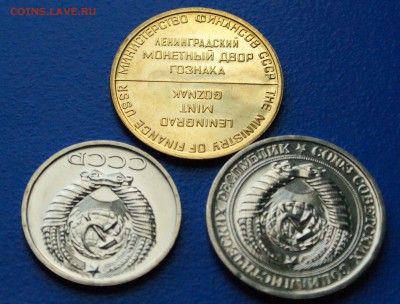 COINS.LAVE.RU
МИНИСТЕРСТВО ФИНАНСОВ СССР THE MINISTRY OF FINANCE USSR
ЛЕНИНГРАДСКИЙ
МОНЕТНЫЙ ДВОР
ГОЗНАКА
LENINGRAD
MINT
GOZNAK
СССР
СОЮЗ СОВЕТСКИХ СОЦИАЛИСТИЧЕСКИХ РЕСПУБЛИК